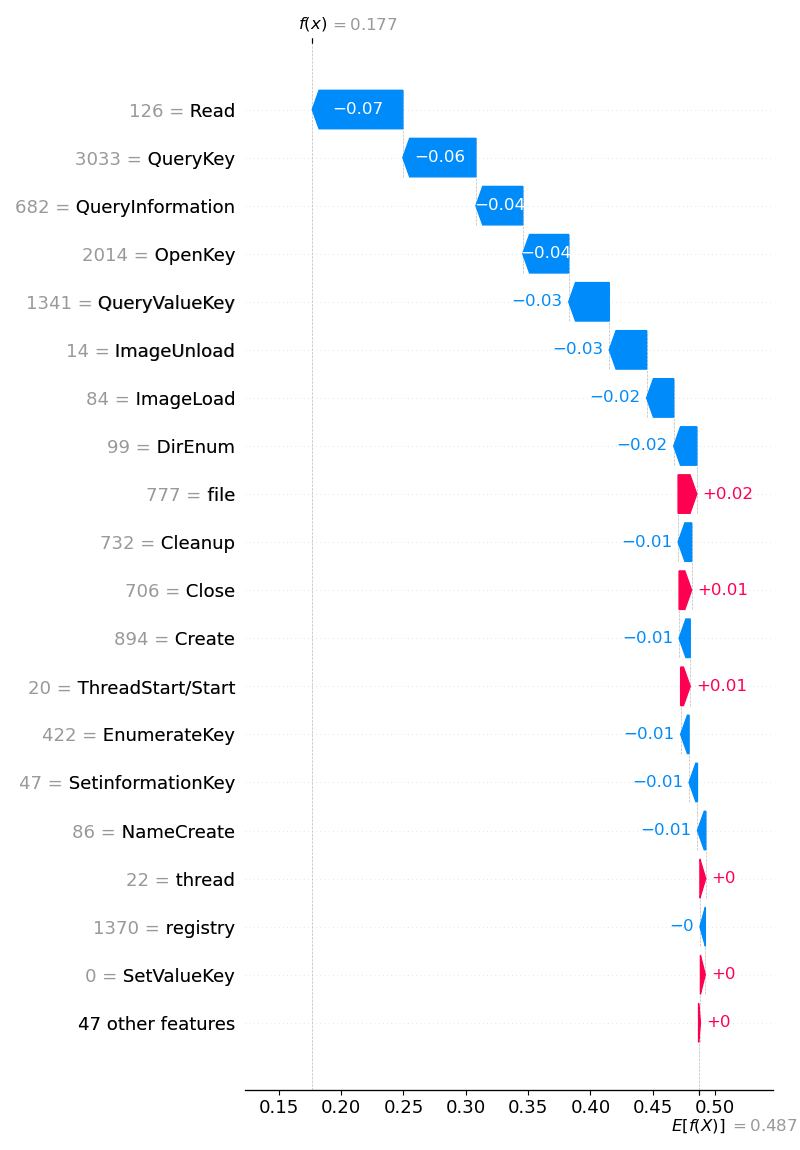 f(x) = 0.177
126 = Read
−0.07
3033 = QueryKey
−0.06
682 = QueryInformation
−0.04
2014 = OpenKey
−0.04
1341 = QueryValueKey
−0.03
14 = ImageUnload
−0.03
84 = ImageLoad
−0.02
99 = DirEnum
−0.02
777 = file
+0.02
732 = Cleanup
−0.01
706 = Close
+0.01
894 = Create
−0.01
20 = ThreadStart/Start
+0.01
422 = EnumerateKey
−0.01
47 = SetinformationKey
−0.01
86 = NameCreate
−0.01
22 = thread
+0
1370 = registry
−0
0 = SetValueKey
+0
47 other features
+0
0.15 0.20 0.25 0.30 0.35 0.40 0.45 0.50
E[f(X)] = 0.487